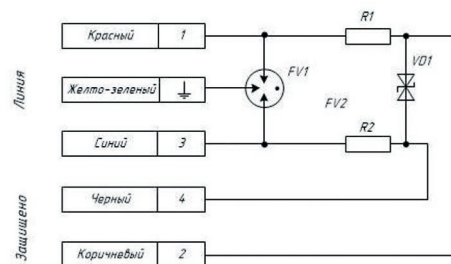 Линия
Красный 1
Желто-зеленый
Синий 3
R1
FV1
VD1
FV2
R2
Защищено
Черный 4
Коричневый 2